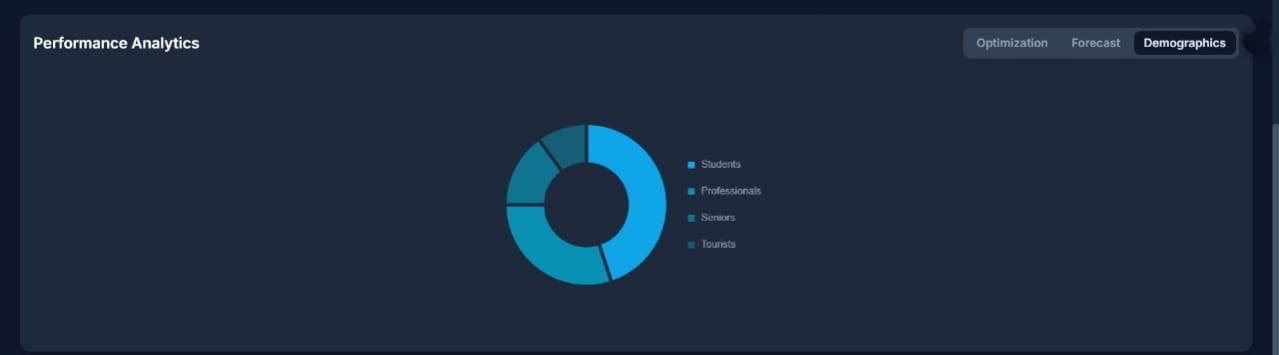 Performance Analytics
Optimization Forecast Demographics
Students
Professionals
Seniors
Tourists